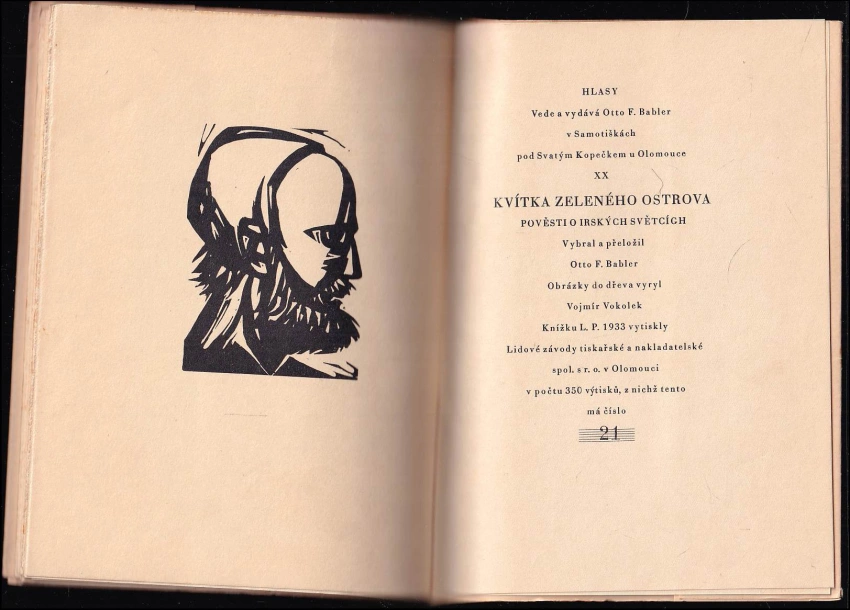 HLASY
Vede a vydává Otto F. Babler
v Samotiškách
pod Svatým Kopečkem u Olomouce
XX
KVÍTKA ZELENÉHO OSTROVA
POVĚSTI O IRSKÝCH SVĚTCÍCH
Vybral a přeložil
Otto F. Babler
Obrázky do dřeva vyryl
Vojmír Vokolek
Knížku L. P. 1933 vytiskly
Lidové závody tiskařské a nakladatelské
spol. s r. o. v Olomouci
v počtu 350 výtisků, z nichž tento
má číslo
21